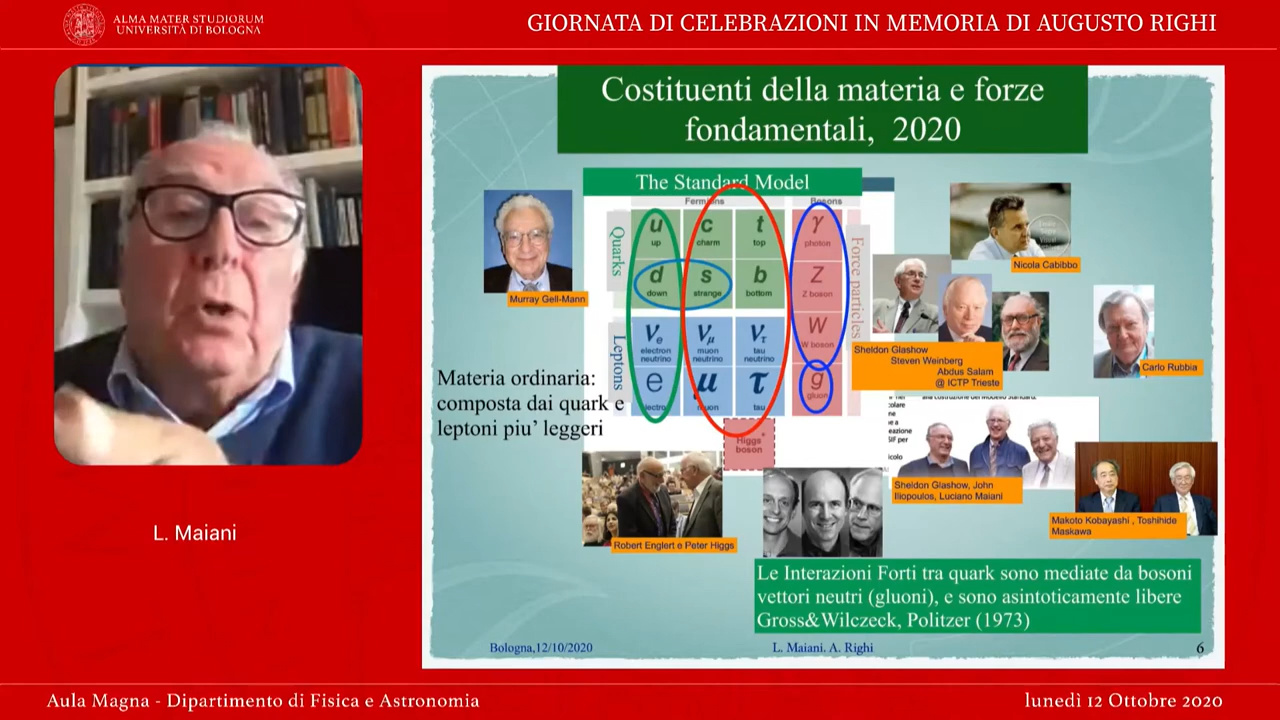 ALMA MATER STUDIORUM
UNIVERSITÀ DI BOLOGNA
GIORNATA DI CELEBRAZIONI IN MEMORIA DI AUGUSTO RIGHI
L. Maiani
Costituenti della materia e forze
fondamentali, 2020
The Standard Model
Fermions
Bosons
Quarks
u
up
c
charm
t
top
γ
photon
d
down
s
strange
b
bottom
Z
Z boson
Force particles
Leptons
νe
electron
neutrino
νμ
muon
neutrino
ντ
tau
neutrino
W
W boson
e
μ
τ
tau
g
gluon
Higgs
boson
Murray Gell-Mann
Nicola Cabibbo
Sheldon Glashow
Steven Weinberg
Abdus Salam
@ ICTP Trieste
Carlo Rubbia
Materia ordinaria:
composta dai quark e
leptoni piu' leggeri
Sheldon Glashow, John
Iliopoulos, Luciano Maiani
Makoto Kobayashi , Toshihide
Maskawa
Robert Englert e Peter Higgs
Le Interazioni Forti tra quark sono mediate da bosoni
vettori neutri (gluoni), e sono asintoticamente libere
Gross&Wilczeck, Politzer (1973)
Bologna,12/10/2020
L. Maiani. A. Righi
6
Aula Magna - Dipartimento di Fisica e Astronomia
lunedì 12 Ottobre 2020